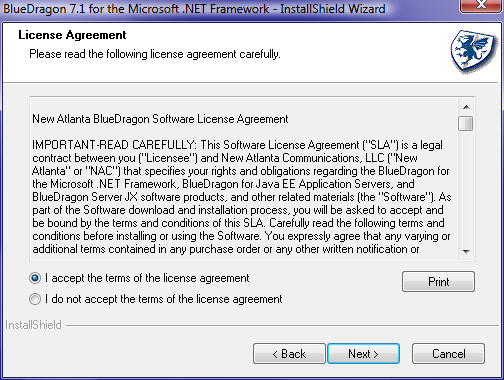 BlueDragon 7.1 for the Microsoft .NET Framework - InstallShield Wizard
License Agreement
Please read the following license agreement carefully.
New Atlanta BlueDragon Software License Agreement
IMPORTANT-READ CAREFULLY: This Software License Agreement ("SLA") is a legal
contract between you ("Licensee") and New Atlanta Communications, LLC ("New
Atlanta" or "NAC") that specifies your rights and obligations regarding the BlueDragon for
the Microsoft .NET Framework, BlueDragon for Java EE Application Servers, and
BlueDragon Server JX software products, and other related materials (the "Software"). As
part of the Software download and installation process, you will be asked to accept and
be bound by the terms and conditions of this SLA. Carefully read the following terms and
conditions before installing or using the Software. You expressly agree that any varying or
additional terms contained in any purchase order or any other written notification or
I accept the terms of the license agreement
Print
I do not accept the terms of the license agreement
InstallShield
< Back
Next >
Cancel